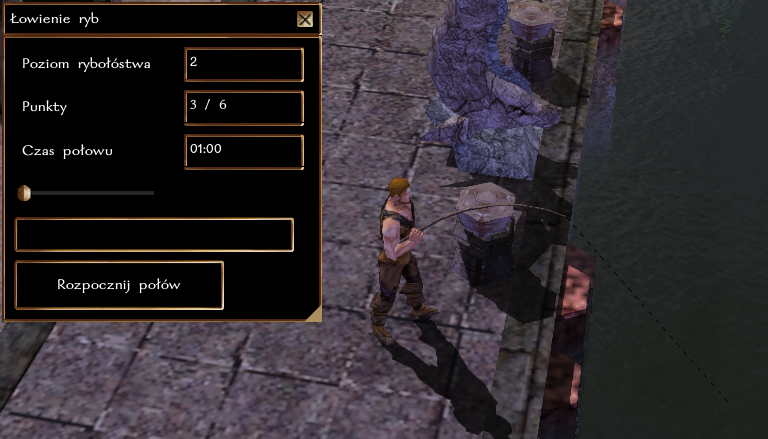 Łowienie ryb
Poziom rybołóstwa 2
Punkty 3 / 6
Czas połowu 01:00
Rozpocznij połów